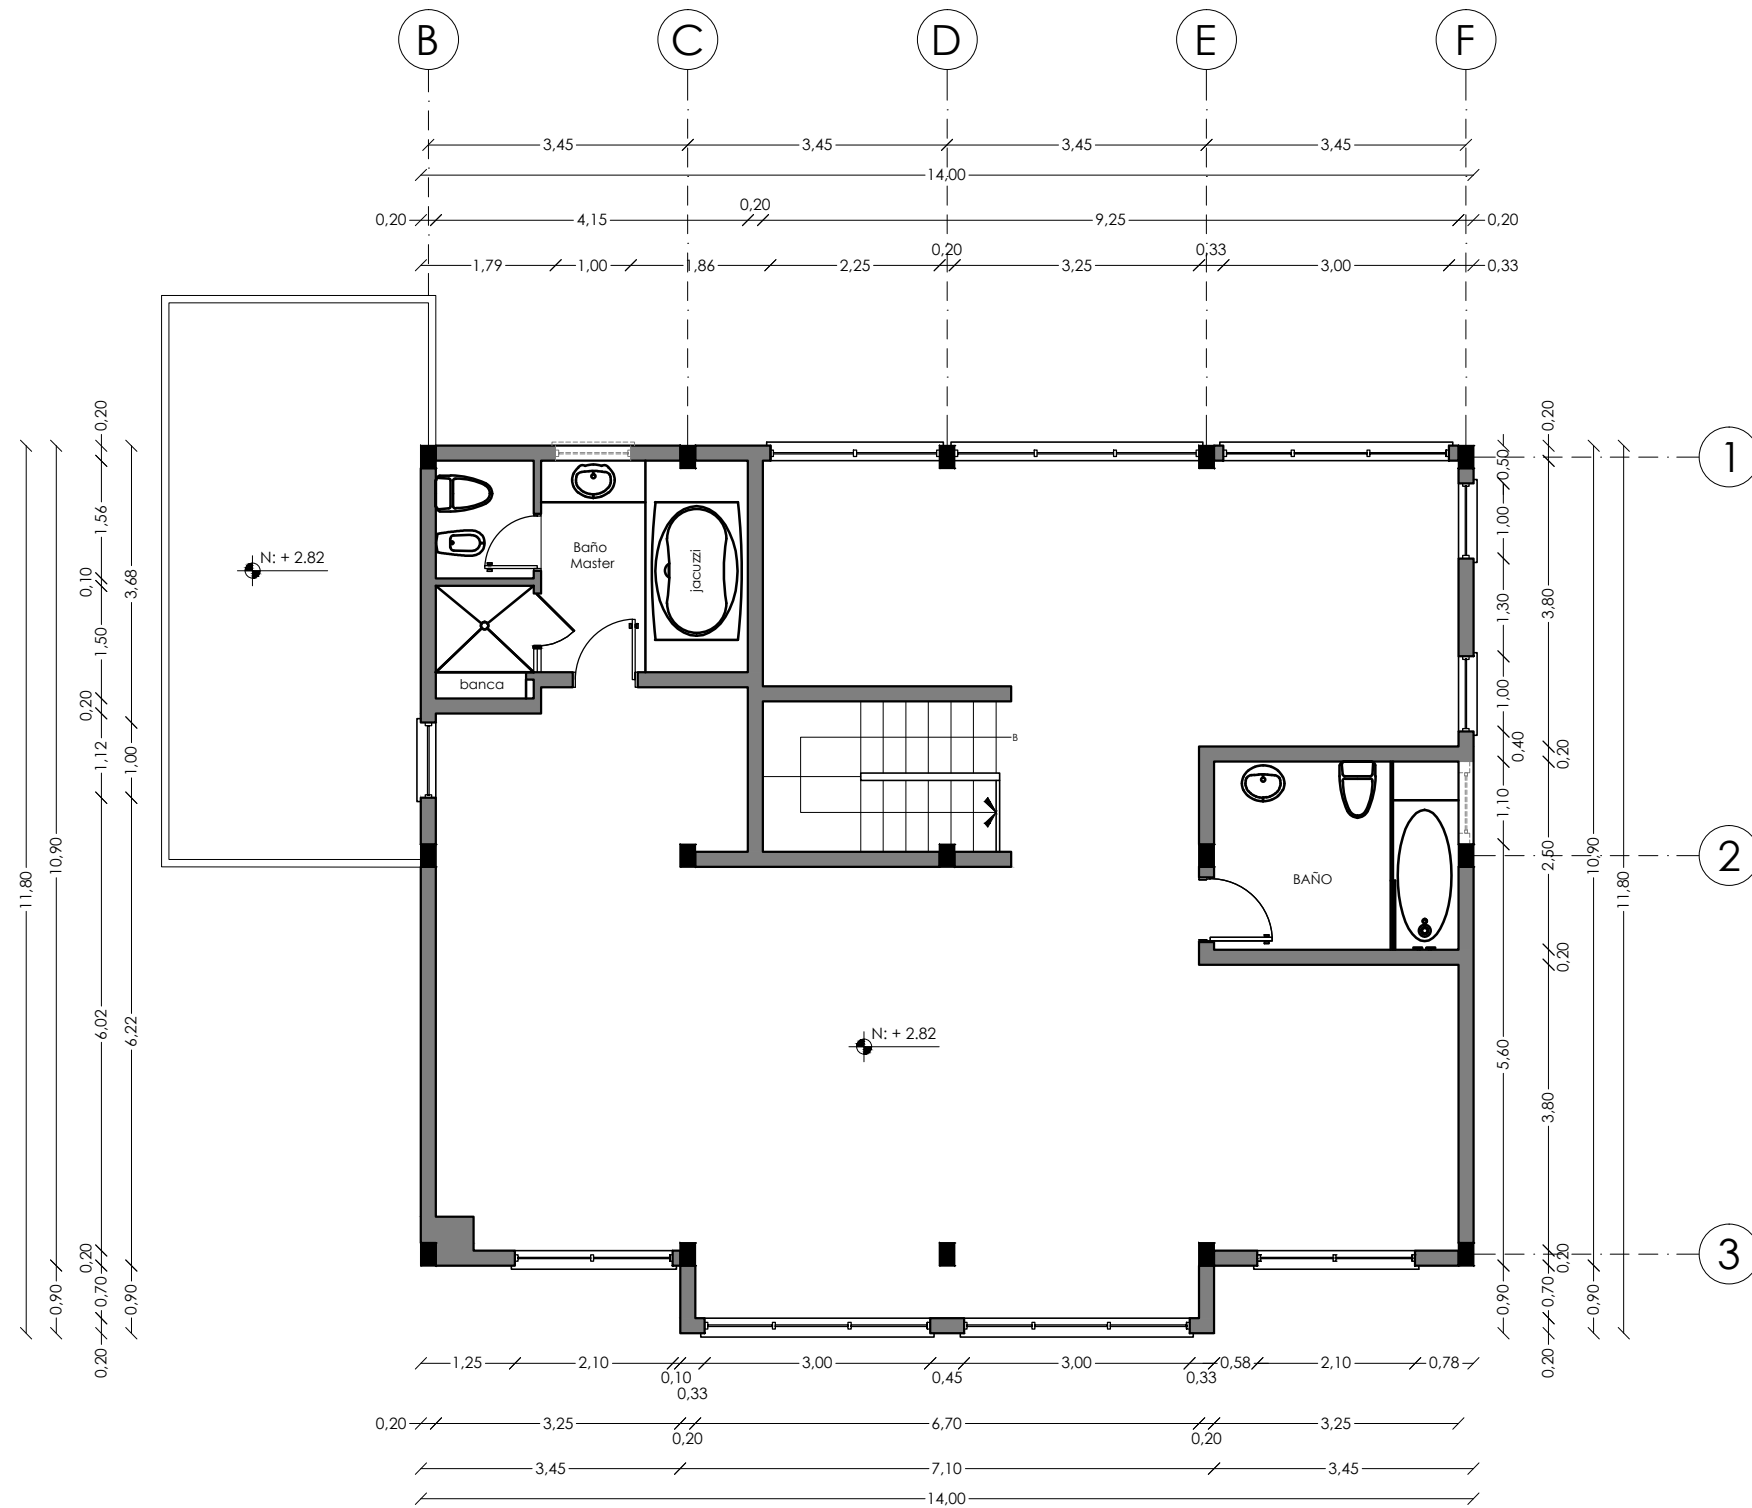 B C D E F
3,45 3,45 3,45 3,45
14,00
0,20
0,20 4,15 9,25 0,20
0,20 0,33
1,79 1,00 1,86 2,25 3,25 3,00 0,33
1
2
3
0,20
1,56
0,10
1,50
0,20
1,12
6,02
0,20
0,70
0,20
3,68
1,00
6,22
0,90
10,90
0,90
11,80
N: + 2.82
Baño
Master
jacuzzi
banca
B
BAÑO
N: + 2.82
0,50
1,00
1,30
1,00
0,40
1,10
5,60
0,90
0,20
3,80
0,20
2,50
0,20
3,80
0,20
0,70
0,20
10,90
0,90
11,80
1,25 2,10 3,00 3,00 0,58 2,10 0,78
0,10 0,45 0,33
0,33
0,20 3,25 6,70 3,25
0,20 0,20
3,45 7,10 3,45
14,00